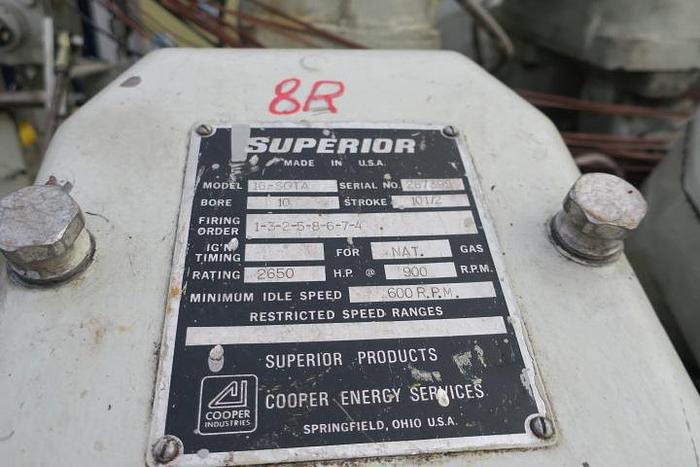 8R
SUPERIOR
MADE IN U.S.A.
MODEL 16-SGTA SERIAL NO.
BORE 10 STROKE 10 1/2
FIRING ORDER 1-3-2-5-8-6-7-4
IG'N TIMING FOR NAT. GAS
RATING 2650 H.P. @ 900 R.P.M.
MINIMUM IDLE SPEED 600 R.P.M.
RESTRICTED SPEED RANGES
SUPERIOR PRODUCTS
COOPER INDUSTRIES
COOPER ENERGY SERVICES
SPRINGFIELD, OHIO U.S.A.